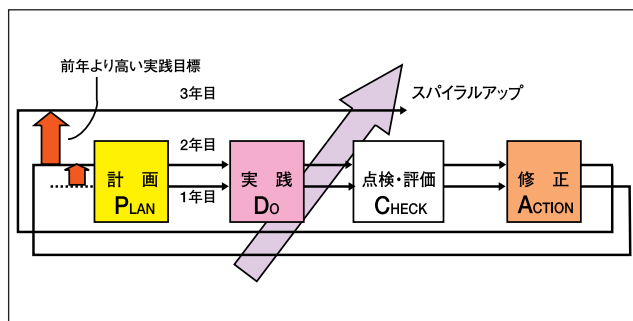 前年より高い実践目標
3年目
スパイラルアップ
2年目
計 画
PLAN
実 践
DO
点検・評価
CHECK
修 正
ACTION
1年目